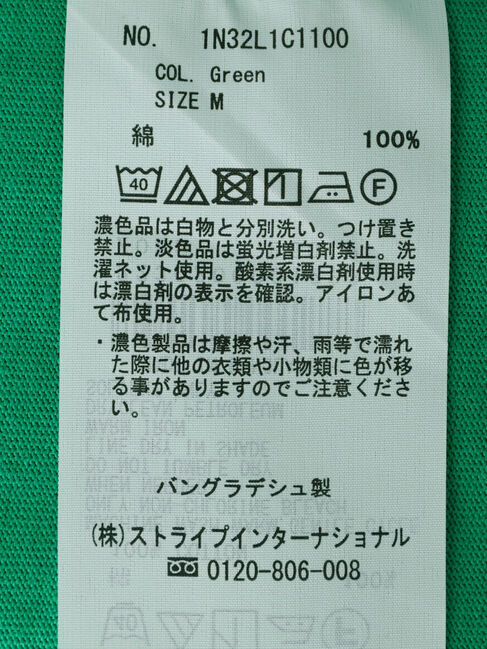 NO. 1N32L1C1100
COL. Green
SIZE M
綿 100%
40 F
濃色品は白物と分別洗い。つけ置き
禁止。淡色品は蛍光増白剤禁止。洗
濯ネット使用。酸素系漂白剤使用時
は漂白剤の表示を確認。アイロンあ
て布使用。
・濃色製品は摩擦や汗、雨等で濡れ
た際に他の衣類や小物類に色が移
る事がありますのでご注意くださ
い。
バングラデシュ製
(株)ストライプインターナショナル
0120-806-008